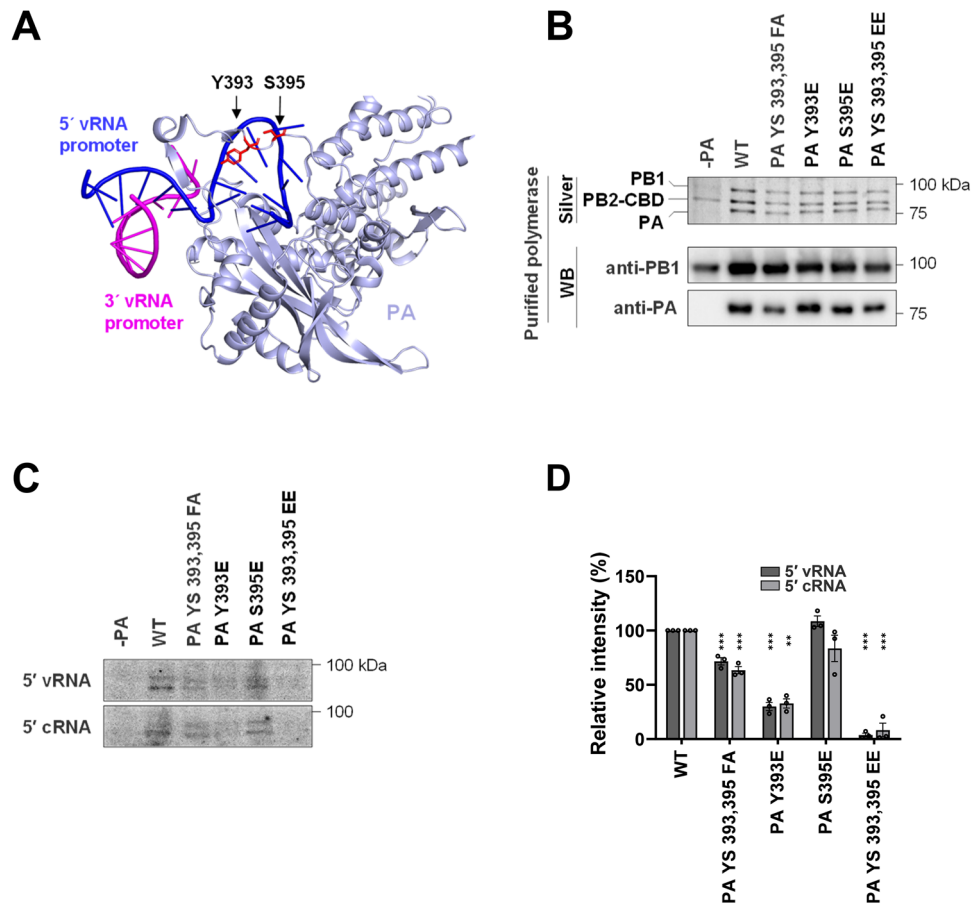 A
Y393 S395
5´ vRNA
promoter
3´ vRNA
promoter
PA
B
-PA
WT
PA YS 393,395 FA
PA Y393E
PA S395E
PA YS 393,395 EE
Purified polymerase
Silver
PB1
PB2-CBD
PA
100 kDa
75
WB
anti-PB1
100
anti-PA
75
C
-PA
WT
PA YS 393,395 FA
PA Y393E
PA S395E
PA YS 393,395 EE
5′ vRNA
100 kDa
5′ cRNA
100
D
5′ vRNA
5′ cRNA
Relative intensity (%)
150
100
50
0
*** *** *** ** *** ***
WT
PA YS 393,395 FA
PA Y393E
PA S395E
PA YS 393,395 EE